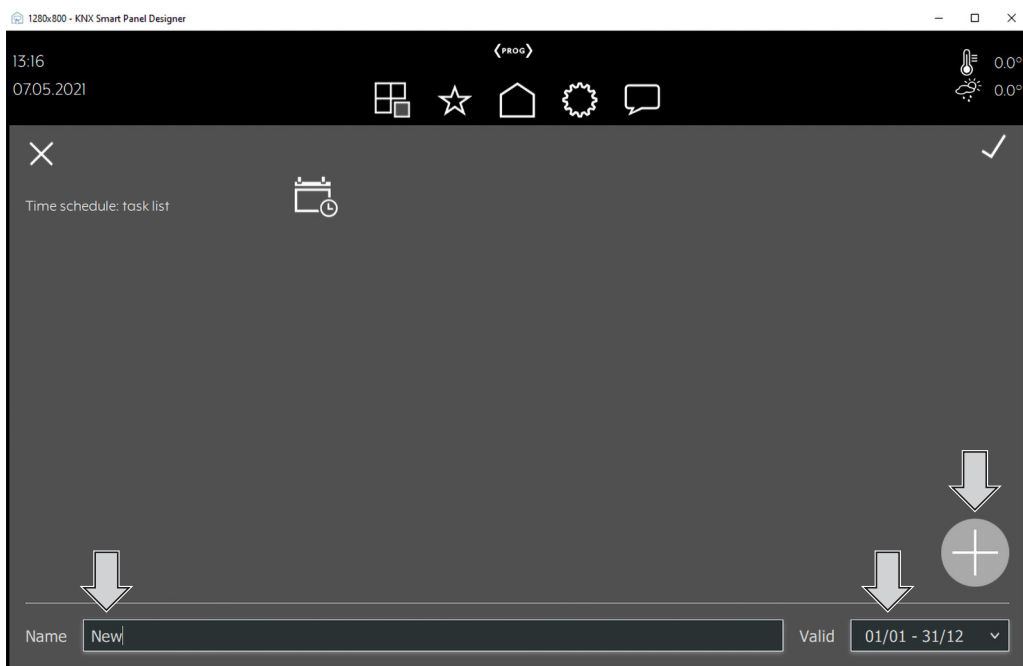 1280x800 - KNX Smart Panel Designer
13:16
PROG
0.0°
07.05.2021
0.0°
Time schedule: task list
Name New Valid 01/01 - 31/12